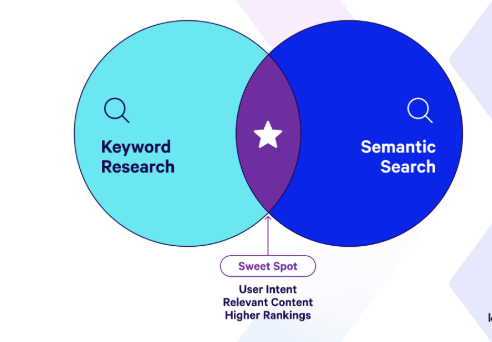 Keyword
Research
Semantic
Search
Sweet Spot
User Intent
Relevant Content
Higher Rankings